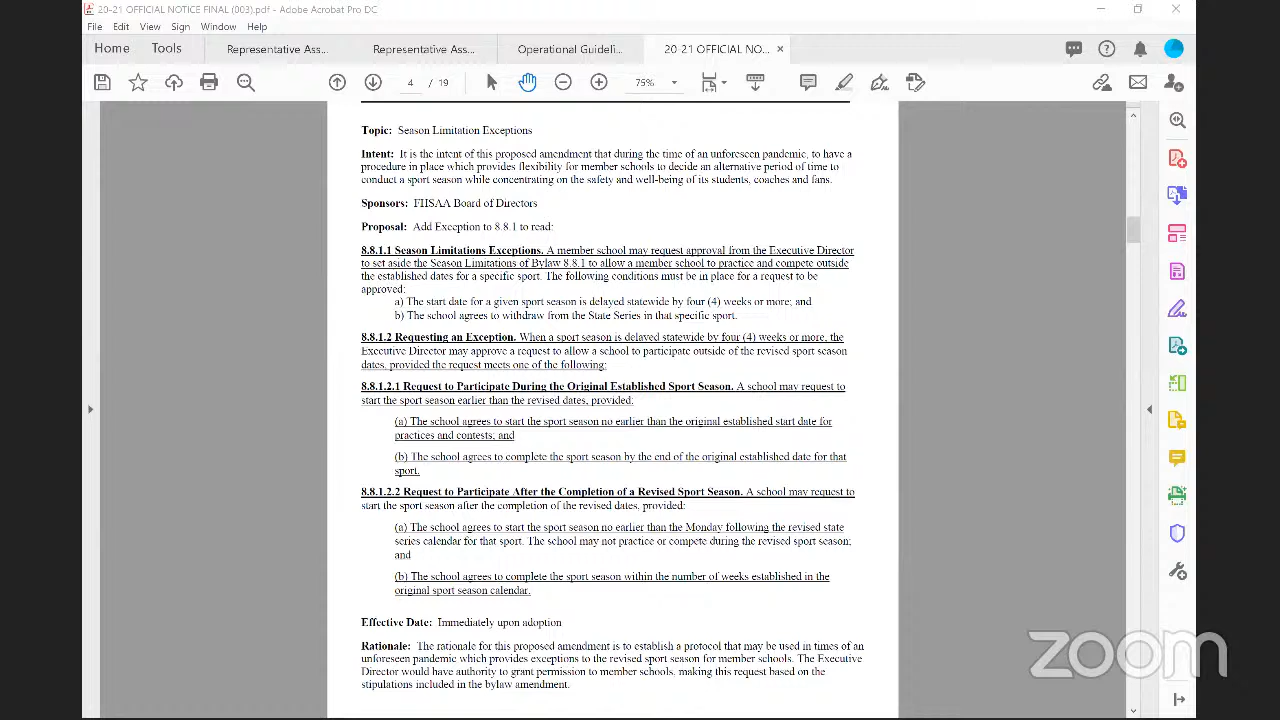 20-21 OFFICIAL NOTICE FINAL (003).pdf - Adobe Acrobat Pro DC
File Edit View Sign Window Help
Home Tools Representative Ass... Representative Ass... Operational Guideli... 20-21 OFFICIAL NO... ×
4 / 19 75%
Topic: Season Limitation Exceptions
Intent: It is the intent of this proposed amendment that during the time of an unforeseen pandemic, to have a
procedure in place which provides flexibility for member schools to decide an alternative period of time to
conduct a sport season while concentrating on the safety and well-being of its students, coaches and fans.
Sponsors: FHSAA Board of Directors
Proposal: Add Exception to 8.8.1 to read:
8.8.1.1 Season Limitations Exceptions. A member school may request approval from the Executive Director
to set aside the Season Limitations of Bylaw 8.8.1 to allow a member school to practice and compete outside
the established dates for a specific sport. The following conditions must be in place for a request to be
approved:
a) The start date for a given sport season is delayed statewide by four (4) weeks or more; and
b) The school agrees to withdraw from the State Series in that specific sport.
8.8.1.2 Requesting an Exception. When a sport season is delayed statewide by four (4) weeks or more, the
Executive Director may approve a request to allow a school to participate outside of the revised sport season
dates, provided the request meets one of the following:
8.8.1.2.1 Request to Participate During the Original Established Sport Season. A school may request to
start the sport season earlier than the revised dates, provided:
(a) The school agrees to start the sport season no earlier than the original established start date for
practices and contests; and
(b) The school agrees to complete the sport season by the end of the original established date for that
sport.
8.8.1.2.2 Request to Participate After the Completion of a Revised Sport Season. A school may request to
start the sport season after the completion of the revised dates, provided:
(a) The school agrees to start the sport season no earlier than the Monday following the revised state
series calendar for that sport. The school may not practice or compete during the revised sport season;
and
(b) The school agrees to complete the sport season within the number of weeks established in the
original sport season calendar.
Effective Date: Immediately upon adoption
Rationale: The rationale for this proposed amendment is to establish a protocol that may be used in times of an
unforeseen pandemic which provides exceptions to the revised sport season for member schools. The Executive
Director would have authority to grant permission to member schools, making this request based on the
stipulations included in the bylaw amendment.
zoom